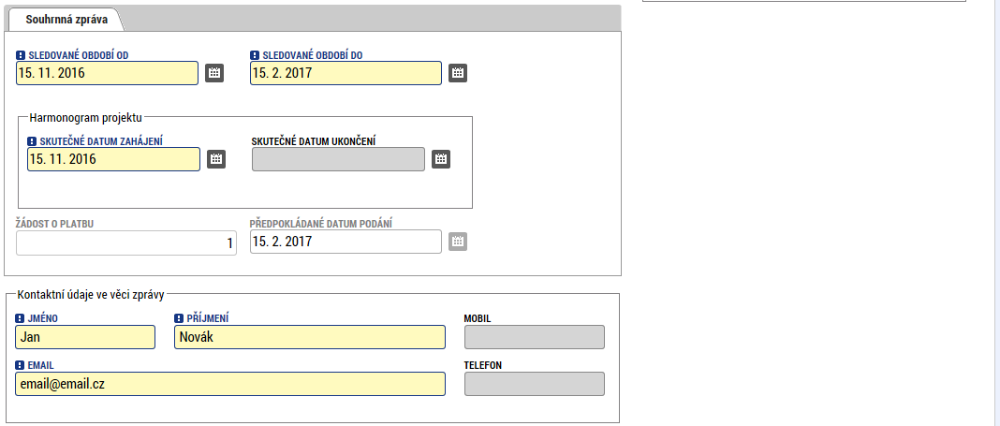 Souhrnná zpráva
SLEDOVANÉ OBDOBÍ OD SLEDOVANÉ OBDOBÍ DO
15. 11. 2016 15. 2. 2017
Harmonogram projektu
SKUTEČNÉ DATUM ZAHÁJENÍ SKUTEČNÉ DATUM UKONČENÍ
15. 11. 2016
ŽÁDOST O PLATBU PŘEDPOKLÁDANÉ DATUM PODÁNÍ
1 15. 2. 2017
Kontaktní údaje ve věci zprávy
JMÉNO PŘÍJMENÍ MOBIL
Jan Novák
EMAIL TELEFON
email@email.cz